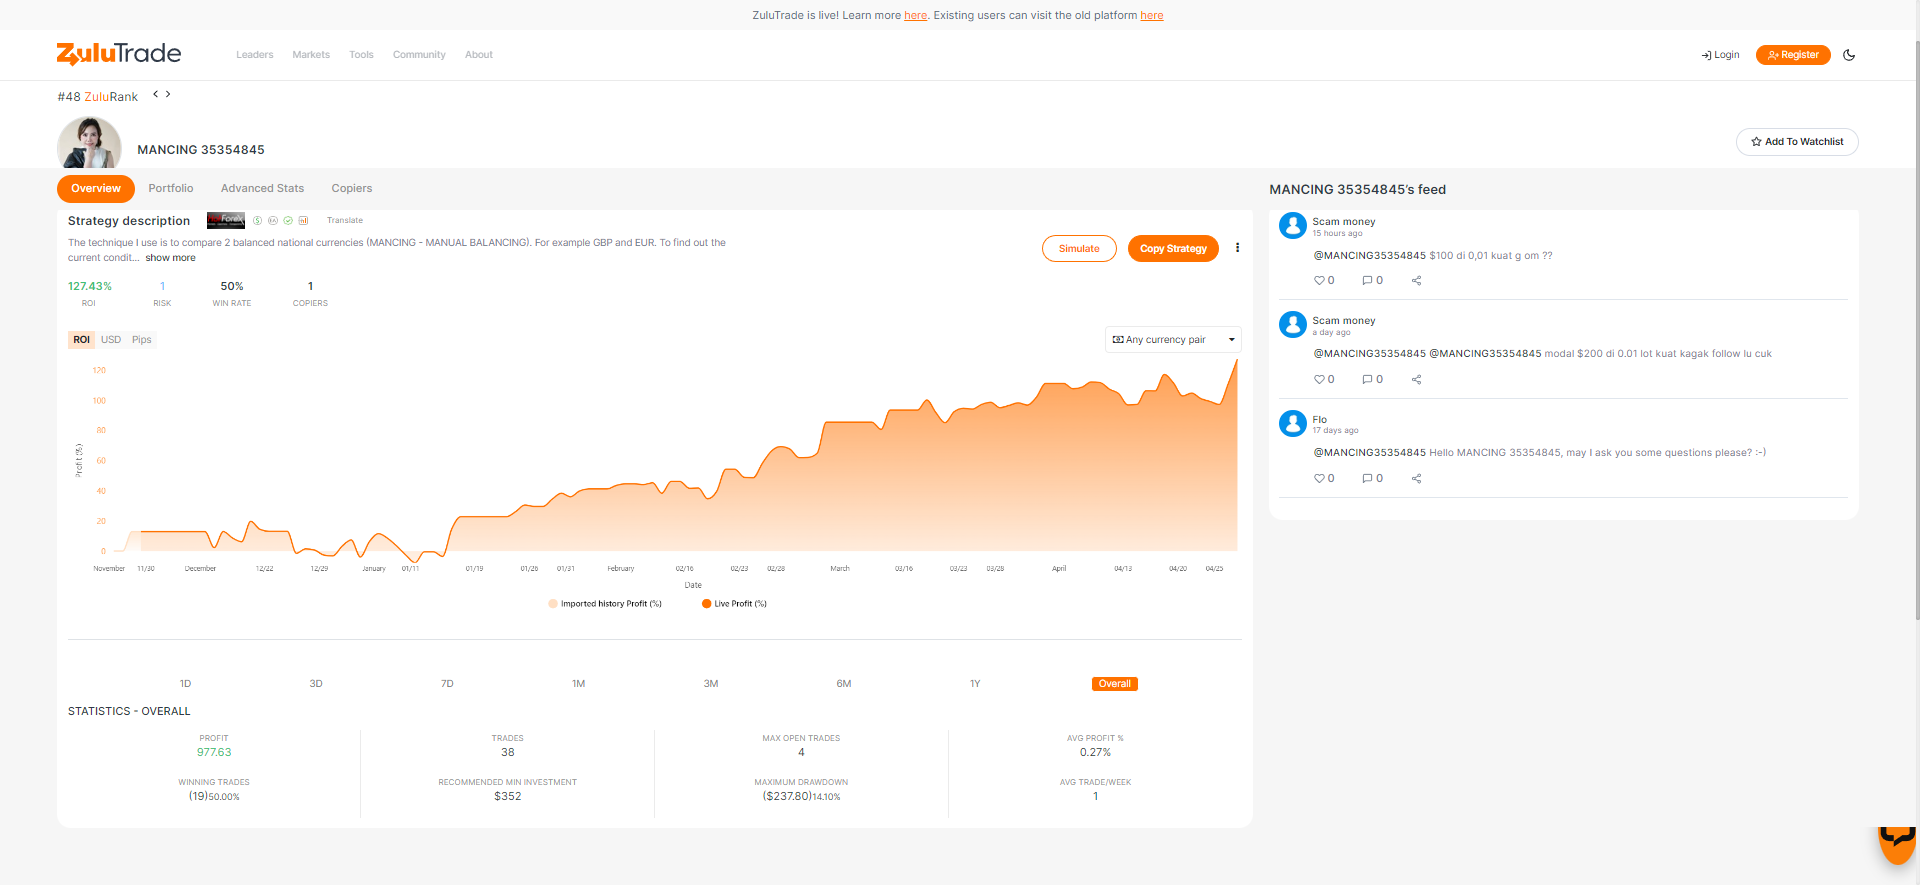 ZuluTrade is live! Learn more here. Existing users can visit the old platform here
ZuluTrade
Leaders Markets Tools Community About
Login Register
#48 ZuluRank
MANCING 35354845
Add To Watchlist
Overview Portfolio Advanced Stats Copiers
Strategy description Translate
The technique I use is to compare 2 balanced national currencies (MANCING - MANUAL BALANCING). For example GBP and EUR. To find out the
current condit... show more
Simulate Copy Strategy
127.43% 1 50% 1
ROI RISK WIN RATE COPIERS
ROI USD Pips
Any currency pair
120
100
80
60
40
20
0
Profit (%)
November 11/30 December 12/22 12/29 January 01/11 01/19 01/26 01/31 February 02/16 02/23 02/28 March 03/16 03/23 03/28 April 04/13 04/20 04/25
Date
Imported history Profit (%) Live Profit (%)
1D 3D 7D 1M 3M 6M 1Y Overall
STATISTICS - OVERALL
PROFIT TRADES MAX OPEN TRADES AVG PROFIT %
977.63 38 4 0.27%
WINNING TRADES RECOMMENDED MIN INVESTMENT MAXIMUM DRAWDOWN AVG TRADE/WEEK
(19)50.00% $352 ($237.80)14.10% 1
MANCING 35354845's feed
Scam money
15 hours ago
@MANCING35354845 $100 di 0,01 kuat g om ??
0 0
Scam money
a day ago
@MANCING35354845 @MANCING35354845 modal $200 di 0.01 lot kuat kagak follow lu cuk
0 0
Flo
17 days ago
@MANCING35354845 Hello MANCING 35354845, may I ask you some questions please? :-)
0 0